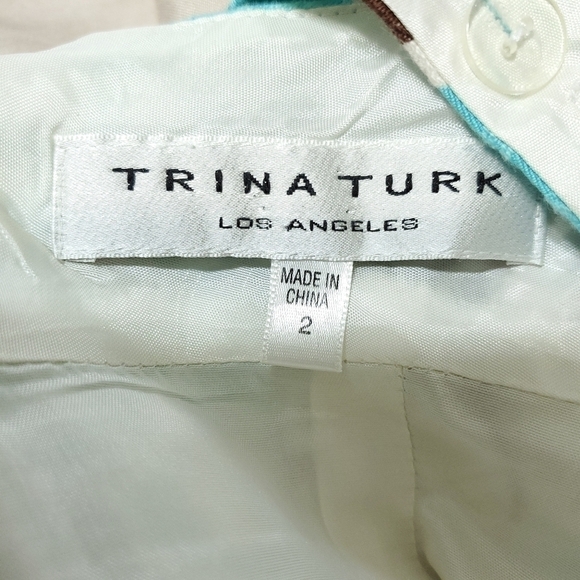 TRINA TURK
LOS ANGELES
MADE IN
CHINA
2